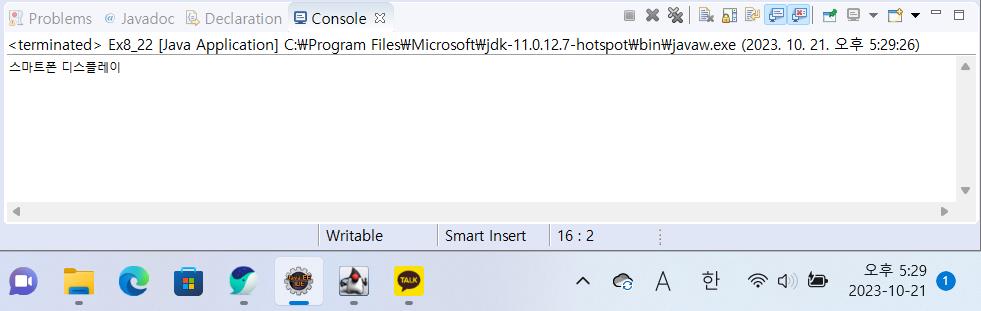 Problems @ Javadoc Declaration Console
<terminated> Ex8_22 [Java Application] C:₩Program Files₩Microsoft₩jdk-11.0.12.7-hotspot₩bin₩javaw.exe (2023. 10. 21. 오후 5:29:26)
스마트폰 디스플레이
Writable Smart Insert 16 : 2
TALK A 한 오후 5:29 1
2023-10-21